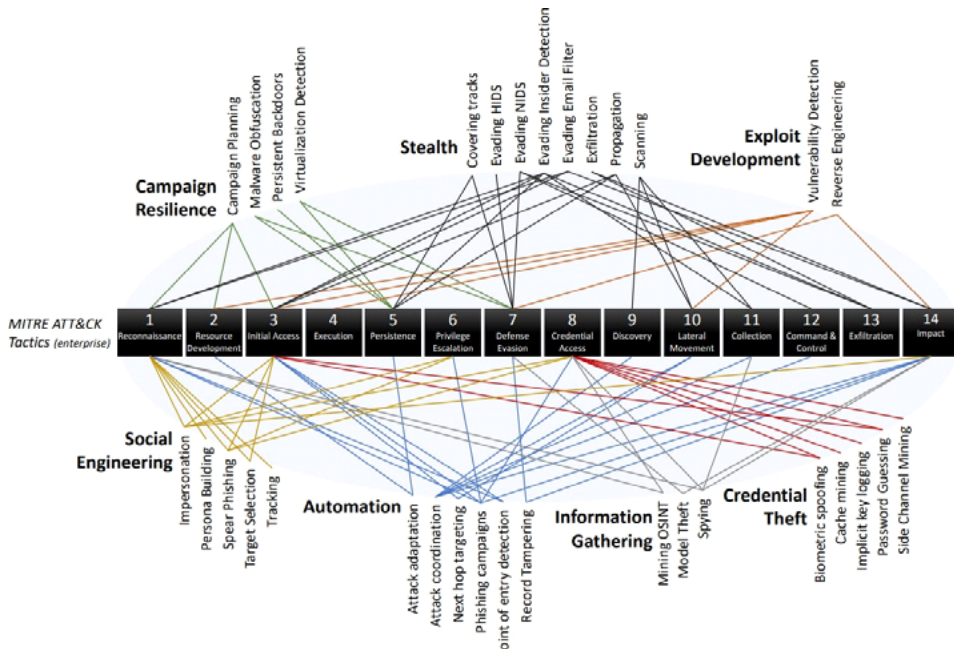 Campaign
Resilience
Campaign Planning
Malware Obfuscation
Persistent Backdoors
Virtualization Detection
Stealth
Covering tracks
Evading HIDS
Evading NIDS
Evading Insider Detection
Evading Email Filter
Exfiltration
Propagation
Scanning
Exploit
Development
Vulnerability Detection
Reverse Engineering
MITRE ATT&CK
Tactics (enterprise)
1
Reconnaissance
2
Resource
Development
3
Initial Access
4
Execution
5
Persistence
6
Privilege
Escalation
7
Defense
Evasion
8
Credential
Access
9
Discovery
10
Lateral
Movement
11
Collection
12
Command &
Control
13
Exfiltration
14
Impact
Social
Engineering
Impersonation
Persona Building
Spear Phishing
Target Selection
Tracking
Automation
Attack adaptation
Attack coordination
Next hop targeting
Phishing campaigns
oint of entry detection
Record Tampering
Information
Gathering
Mining OSINT
Model Theft
Spying
Credential
Theft
Biometric spoofing
Cache mining
Implicit key logging
Password Guessing
Side Channel Mining